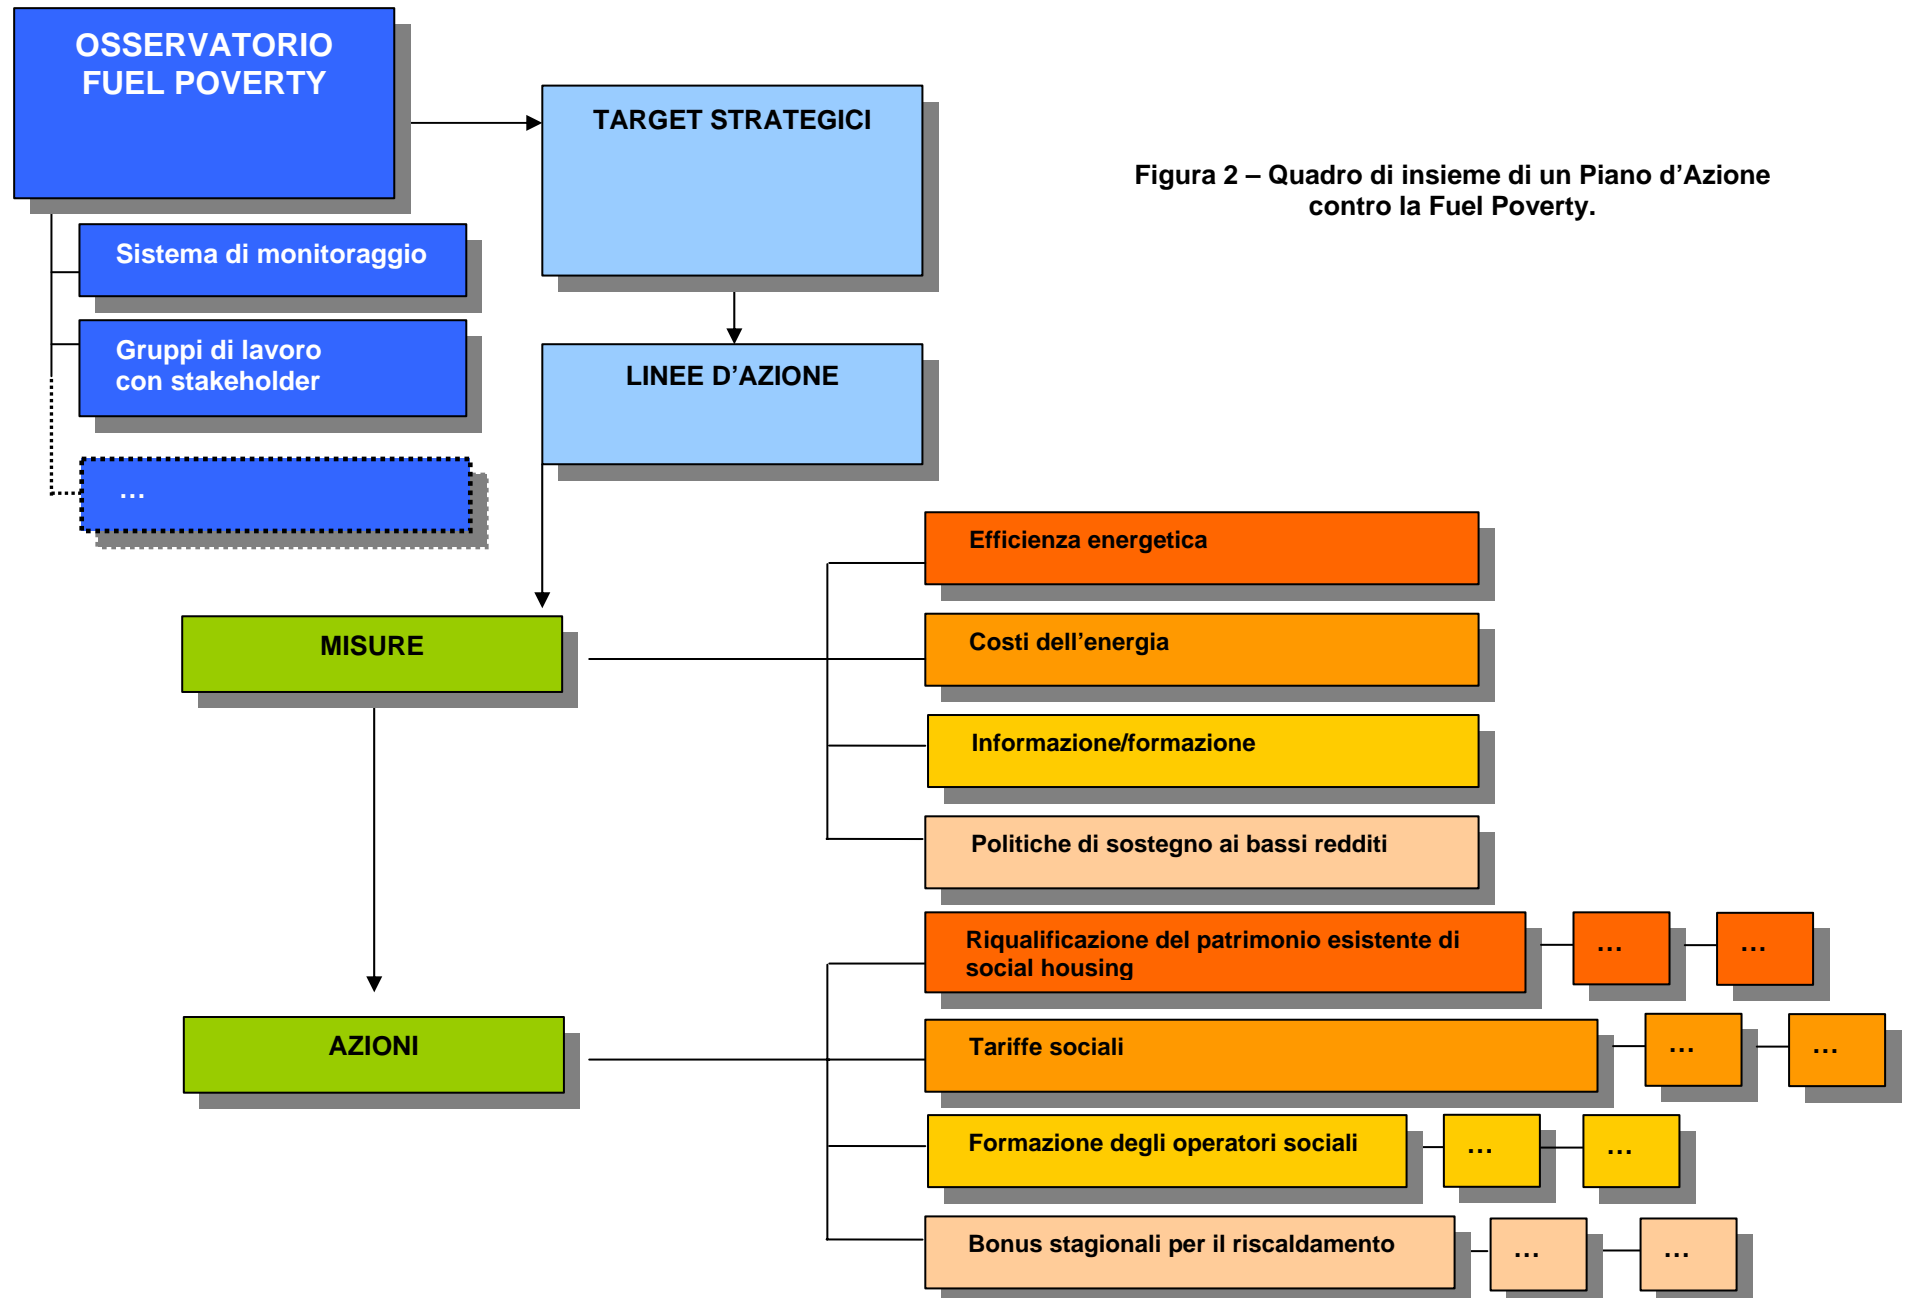 OSSERVATORIO
FUEL POVERTY
TARGET STRATEGICI
Figura 2 – Quadro di insieme di un Piano d’Azione
contro la Fuel Poverty.
Sistema di monitoraggio
Gruppi di lavoro
con stakeholder
…
LINEE D’AZIONE
MISURE
Efficienza energetica
Costi dell’energia
Informazione/formazione
Politiche di sostegno ai bassi redditi
AZIONI
Riqualificazione del patrimonio esistente di
social housing
…
…
Tariffe sociali
…
…
Formazione degli operatori sociali
…
…
Bonus stagionali per il riscaldamento
…
…